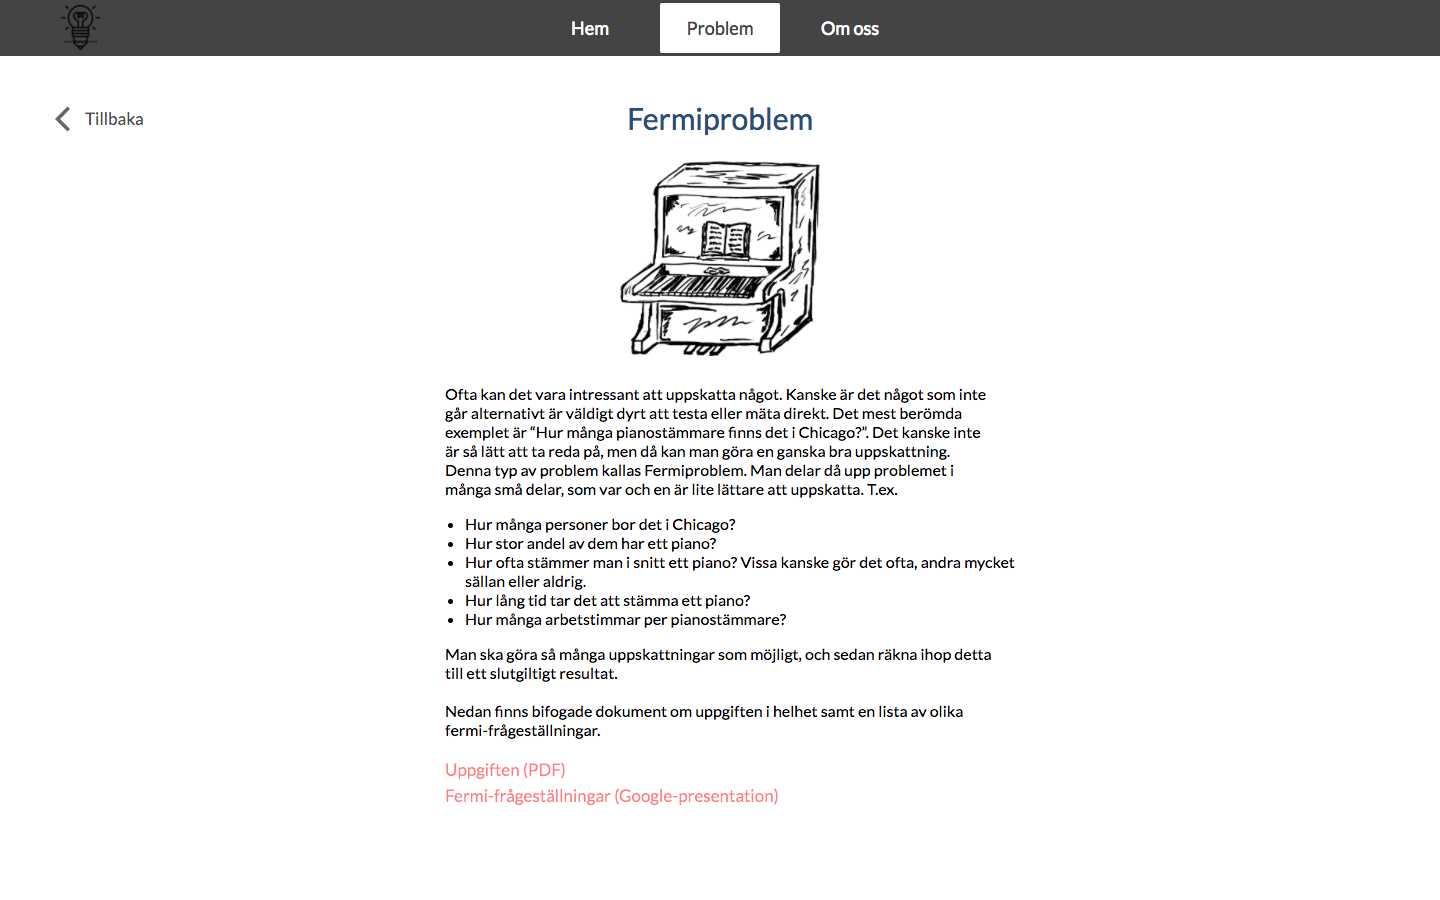 Hem
Problem
Om oss
Tillbaka
Fermiproblem
Ofta kan det vara intressant att uppskatta något. Kanske är det något som inte
går alternativt är väldigt dyrt att testa eller mäta direkt. Det mest berömda
exemplet är “Hur många pianostämmare finns det i Chicago?”. Det kanske inte
är så lätt att ta reda på, men då kan man göra en ganska bra uppskattning.
Denna typ av problem kallas Fermiproblem. Man delar då upp problemet i
många små delar, som var och en är lite lättare att uppskatta. T.ex.
• Hur många personer bor det i Chicago?
• Hur stor andel av dem har ett piano?
• Hur ofta stämmer man i snitt ett piano? Vissa kanske gör det ofta, andra mycket
sällan eller aldrig.
• Hur lång tid tar det att stämma ett piano?
• Hur många arbetstimmar per pianostämmare?
Man ska göra så många uppskattningar som möjligt, och sedan räkna ihop detta
till ett slutgiltigt resultat.
Nedan finns bifogade dokument om uppgiften i helhet samt en lista av olika
fermi-frågeställningar.
Uppgiften (PDF)
Fermi-frågeställningar (Google-presentation)